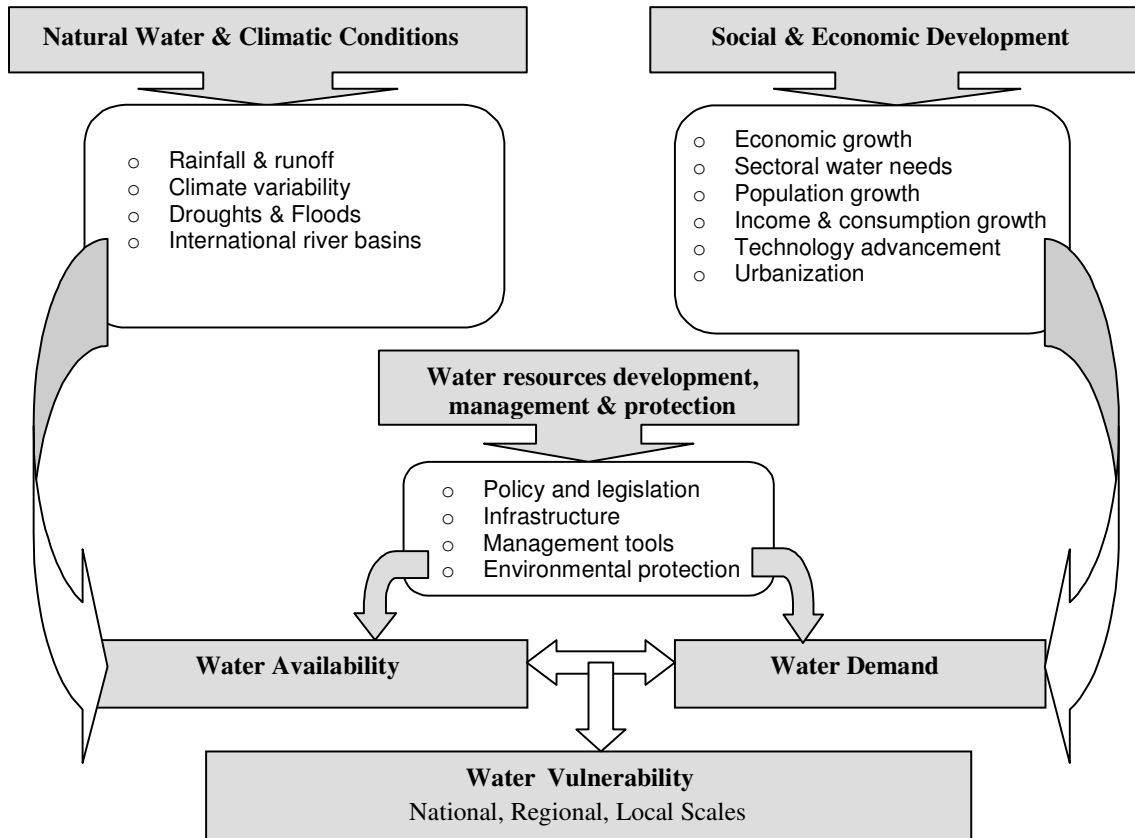 Natural Water & Climatic Conditions
Social & Economic Development
o Rainfall & runoff
o Climate variability
o Droughts & Floods
o International river basins
o Economic growth
o Sectoral water needs
o Population growth
o Income & consumption growth
o Technology advancement
o Urbanization
Water resources development,
management & protection
o Policy and legislation
o Infrastructure
o Management tools
o Environmental protection
Water Availability
Water Demand
Water Vulnerability
National, Regional, Local Scales